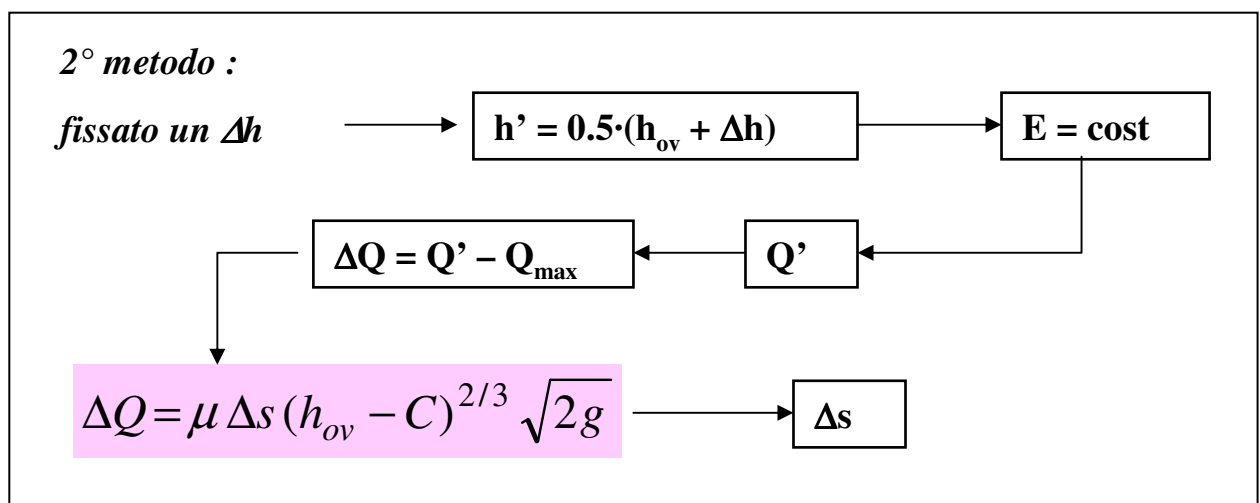 2° metodo :
fissato un Δh
h’ = 0.5·(h_ov + Δh)
E = cost
ΔQ = Q’ – Q_max
Q’
ΔQ = μ Δs (h_ov − C)^2/3 √2g
Δs